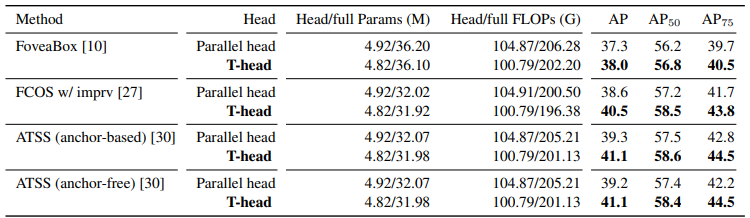 Method Head Head/full Params (M) Head/full FLOPs (G) AP AP50 AP75
FoveaBox [10] Parallel head 4.92/36.20 104.87/206.28 37.3 56.2 39.7
T-head 4.82/36.10 100.79/202.20 38.0 56.8 40.5
FCOS w/ imprv [27] Parallel head 4.92/32.02 104.91/200.50 38.6 57.2 41.7
T-head 4.82/31.92 100.79/196.38 40.5 58.5 43.8
ATSS (anchor-based) [30] Parallel head 4.92/32.07 104.87/205.21 39.3 57.5 42.8
T-head 4.82/31.98 100.79/201.13 41.1 58.6 44.5
ATSS (anchor-free) [30] Parallel head 4.92/32.07 104.87/205.21 39.2 57.4 42.2
T-head 4.82/31.98 100.79/201.13 41.1 58.4 44.5